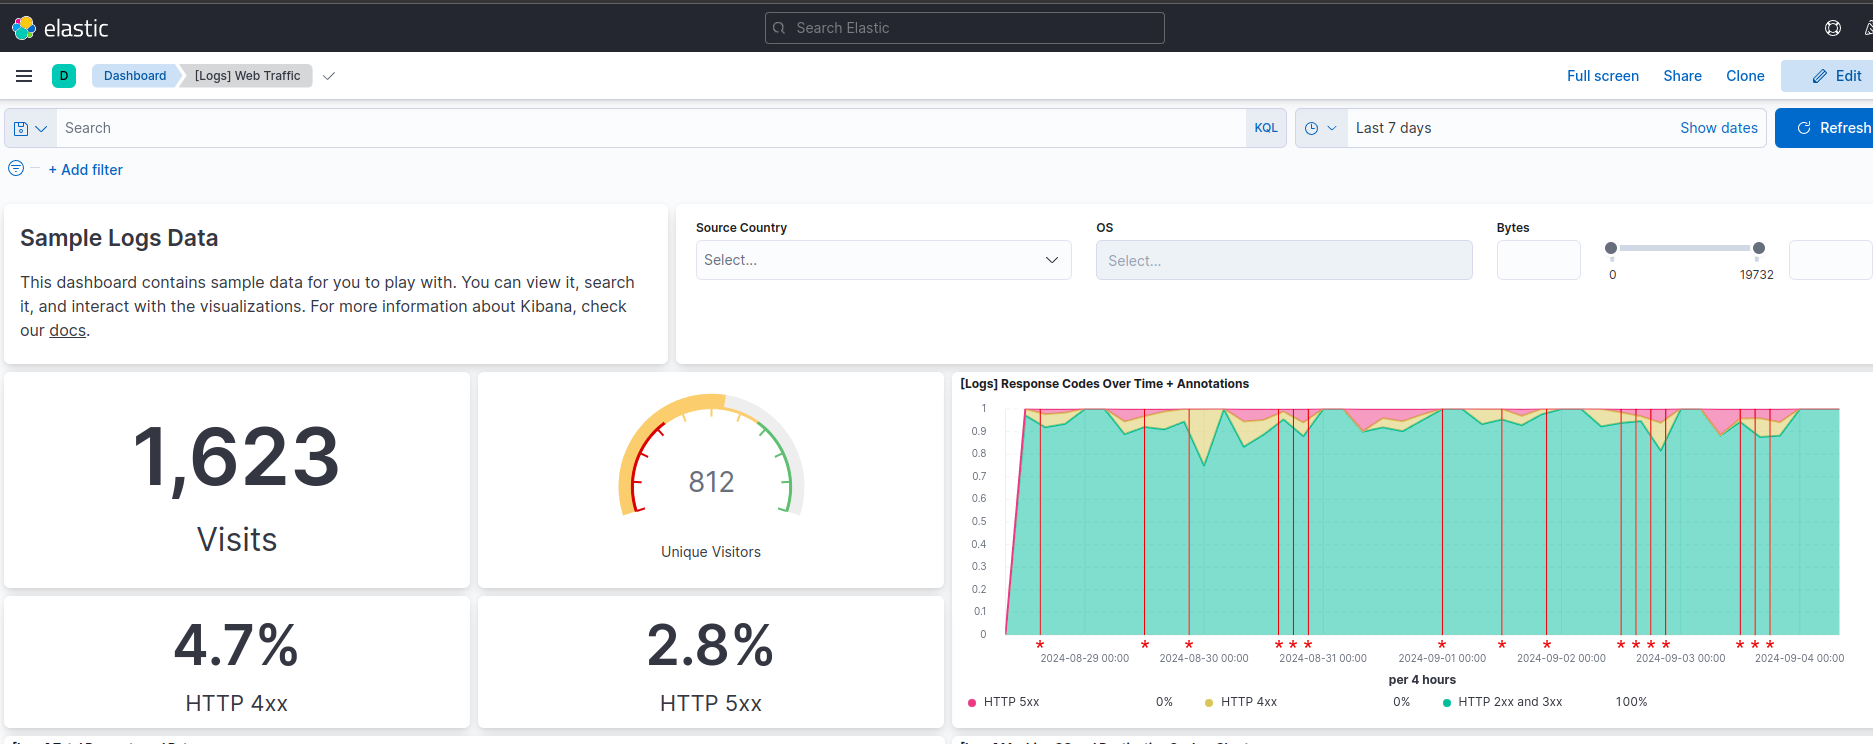 elastic
Search Elastic
D
Dashboard
[Logs] Web Traffic
Full screen
Share
Clone
Edit
Search
KQL
Last 7 days
Show dates
Refresh
+ Add filter
Sample Logs Data
This dashboard contains sample data for you to play with. You can view it, search
it, and interact with the visualizations. For more information about Kibana, check
our docs.
Source Country
Select...
OS
Select...
Bytes
0
19732
1,623
Visits
812
Unique Visitors
4.7%
HTTP 4xx
2.8%
HTTP 5xx
[Logs] Response Codes Over Time + Annotations
1
0.9
0.8
0.7
0.6
0.5
0.4
0.3
0.2
0.1
0
* * * * * * * * * * * * * * * *
2024-08-29 00:00
2024-08-30 00:00
2024-08-31 00:00
2024-09-01 00:00
2024-09-02 00:00
2024-09-03 00:00
2024-09-04 00:00
per 4 hours
HTTP 5xx 0%
HTTP 4xx 0%
HTTP 2xx and 3xx 100%